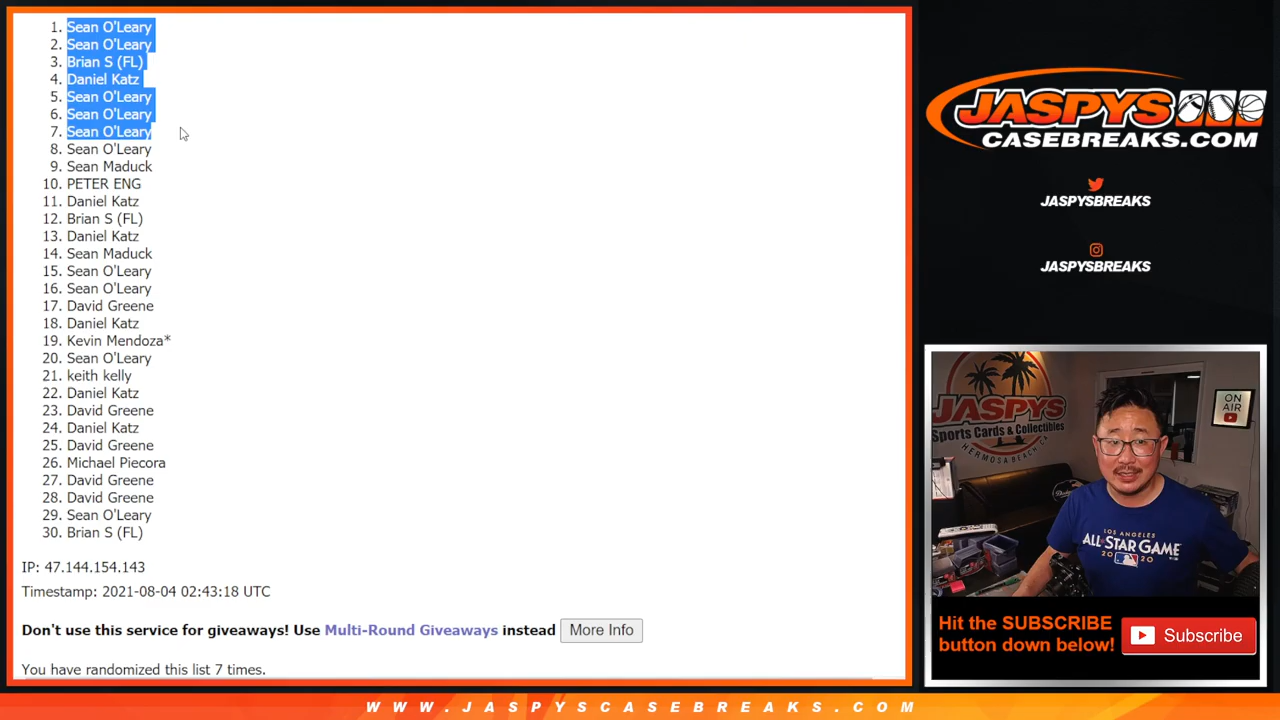 1. Sean O'Leary
2. Sean O'Leary
3. Brian S (FL)
4. Daniel Katz
5. Sean O'Leary
6. Sean O'Leary
7. Sean O'Leary
8. Sean O'Leary
9. Sean Maduck
10. PETER ENG
11. Daniel Katz
12. Brian S (FL)
13. Daniel Katz
14. Sean Maduck
15. Sean O'Leary
16. Sean O'Leary
17. David Greene
18. Daniel Katz
19. Kevin Mendoza*
20. Sean O'Leary
21. keith kelly
22. Daniel Katz
23. David Greene
24. Daniel Katz
25. David Greene
26. Michael Piecora
27. David Greene
28. David Greene
29. Sean O'Leary
30. Brian S (FL)
IP: 47.144.154.143
Timestamp: 2021-08-04 02:43:18 UTC
Don't use this service for giveaways! Use Multi-Round Giveaways instead More Info
You have randomized this list 7 times.
JASPYS
CASEBREAKS.COM
JASPYSBREAKS
JASPYSBREAKS
JASPYS
Sports Cards & Collectibles
HERMOSA BEACH CA
ON
AIR
LOS ANGELES
ALL STAR GAME
2020
Hit the SUBSCRIBE
button down below!
Subscribe
WWW.JASPYSCASEBREAKS.COM